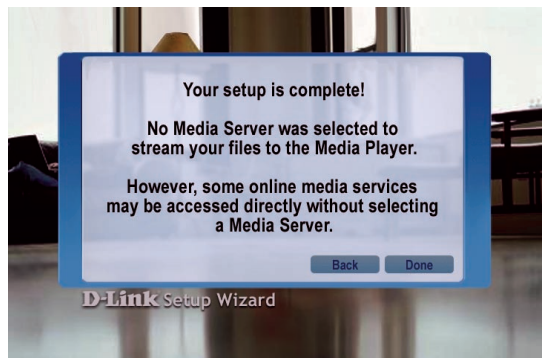 Your setup is complete!
No Media Server was selected to
stream your files to the Media Player.
However, some online media services
may be accessed directly without selecting
a Media Server.
Back Done
D-Link Setup Wizard